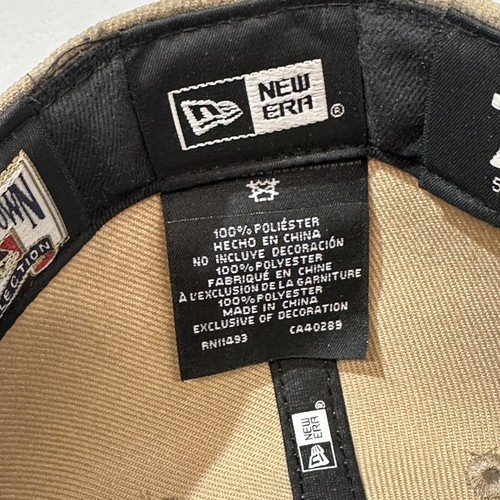 NEW
ERA
®
100% POLIÉSTER
HECHO EN CHINA
NO INCLUYE DECORACIÓN
100% POLYESTER
FABRIQUÉ EN CHINE
À L'EXCLUSION DE LA GARNITURE
100% POLYESTER
MADE IN CHINA
EXCLUSIVE OF DECORATION
RN11493 CA40289
NEW
ERA